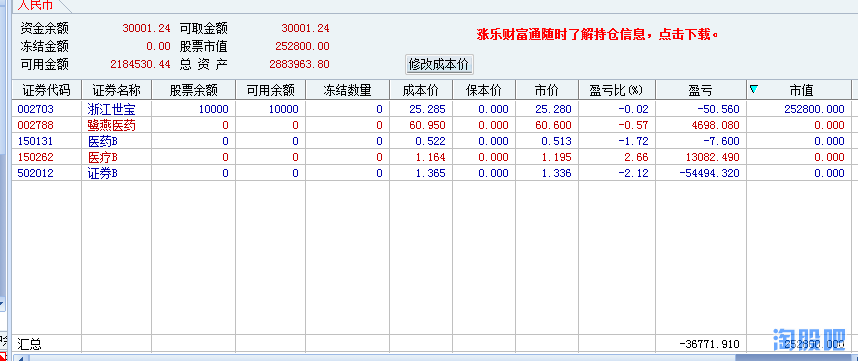 人民币
资金余额 30001.24 可取金额 30001.24
冻结金额 0.00 股票市值 252800.00
涨乐财富通随时了解持仓信息，点击下载。
可用金额 2184530.44 总 资 产 2883963.80 修改成本价
证券代码 证券名称 股票余额 可用余额 冻结数量 成本价 保本价 市价 盈亏比(%) 盈亏 市值
002703 浙江世宝 10000 10000 0 25.285 0.000 25.280 -0.02 -50.560 252800.000
002788 鹭燕医药 0 0 0 60.950 0.000 60.600 -0.57 4698.080 0.000
150131 医药B 0 0 0 0.522 0.000 0.513 -1.72 -7.600 0.000
150262 医疗B 0 0 0 1.164 0.000 1.195 2.66 13082.490 0.000
502012 证券B 0 0 0 1.365 0.000 1.336 -2.12 -54494.320 0.000
汇总 -36771.910 252800.000
淘股吧